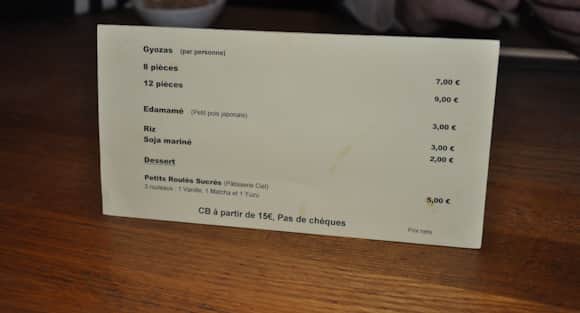 Gyozas (par personne)
8 pièces 7,00 €
12 pièces 9,00 €
Edamamé (Petit pois japonais) 3,00 €
Riz 3,00 €
Soja mariné 2,00 €
Dessert
Petits Roulés Sucrés (Pâtisserie Ciel) 5,00 €
3 rouleaux : 1 Vanille, 1 Matcha et 1 Yuzu
CB à partir de 15€, Pas de chèques
Prix nets